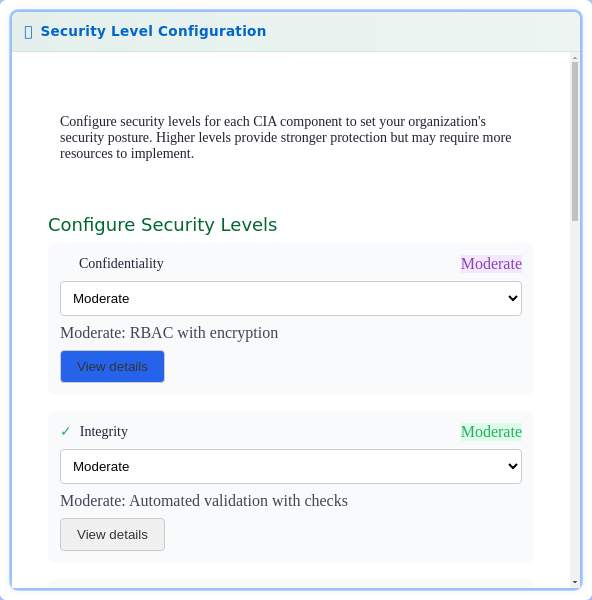 Security Level Configuration
Configure security levels for each CIA component to set your organization's
security posture. Higher levels provide stronger protection but may require more
resources to implement.
Configure Security Levels
Confidentiality
Moderate
Moderate
Moderate: RBAC with encryption
View details
✓ Integrity
Moderate
Moderate
Moderate: Automated validation with checks
View details